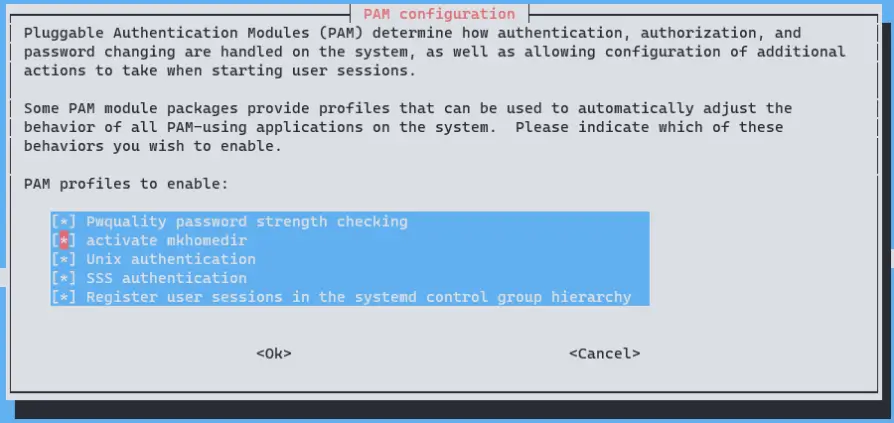 PAM configuration
Pluggable Authentication Modules (PAM) determine how authentication, authorization, and
password changing are handled on the system, as well as allowing configuration of additional
actions to take when starting user sessions.
Some PAM module packages provide profiles that can be used to automatically adjust the
behavior of all PAM-using applications on the system.  Please indicate which of these
behaviors you wish to enable.
PAM profiles to enable:
[*] Pwquality password strength checking
[*] activate mkhomedir
[*] Unix authentication
[*] SSS authentication
[*] Register user sessions in the systemd control group hierarchy
<Ok> <Cancel>